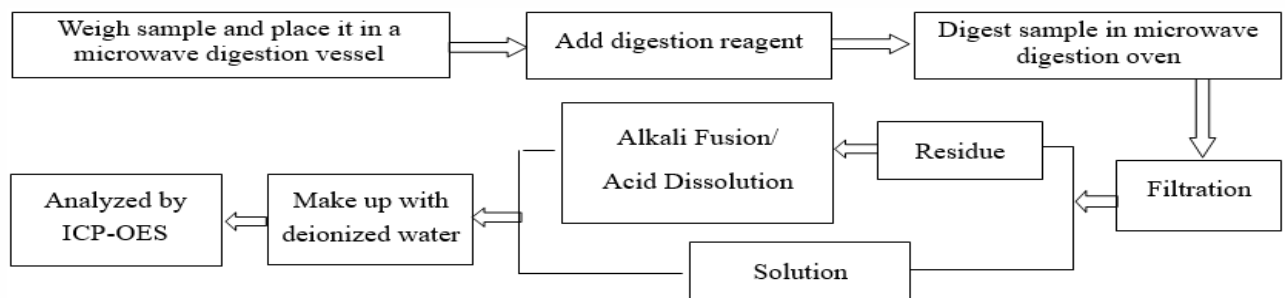 Weigh sample and place it in a
microwave digestion vessel
Add digestion reagent
Digest sample in microwave
digestion oven
Alkali Fusion/
Acid Dissolution
Residue
Filtration
Analyzed by
ICP-OES
Make up with
deionized water
Solution